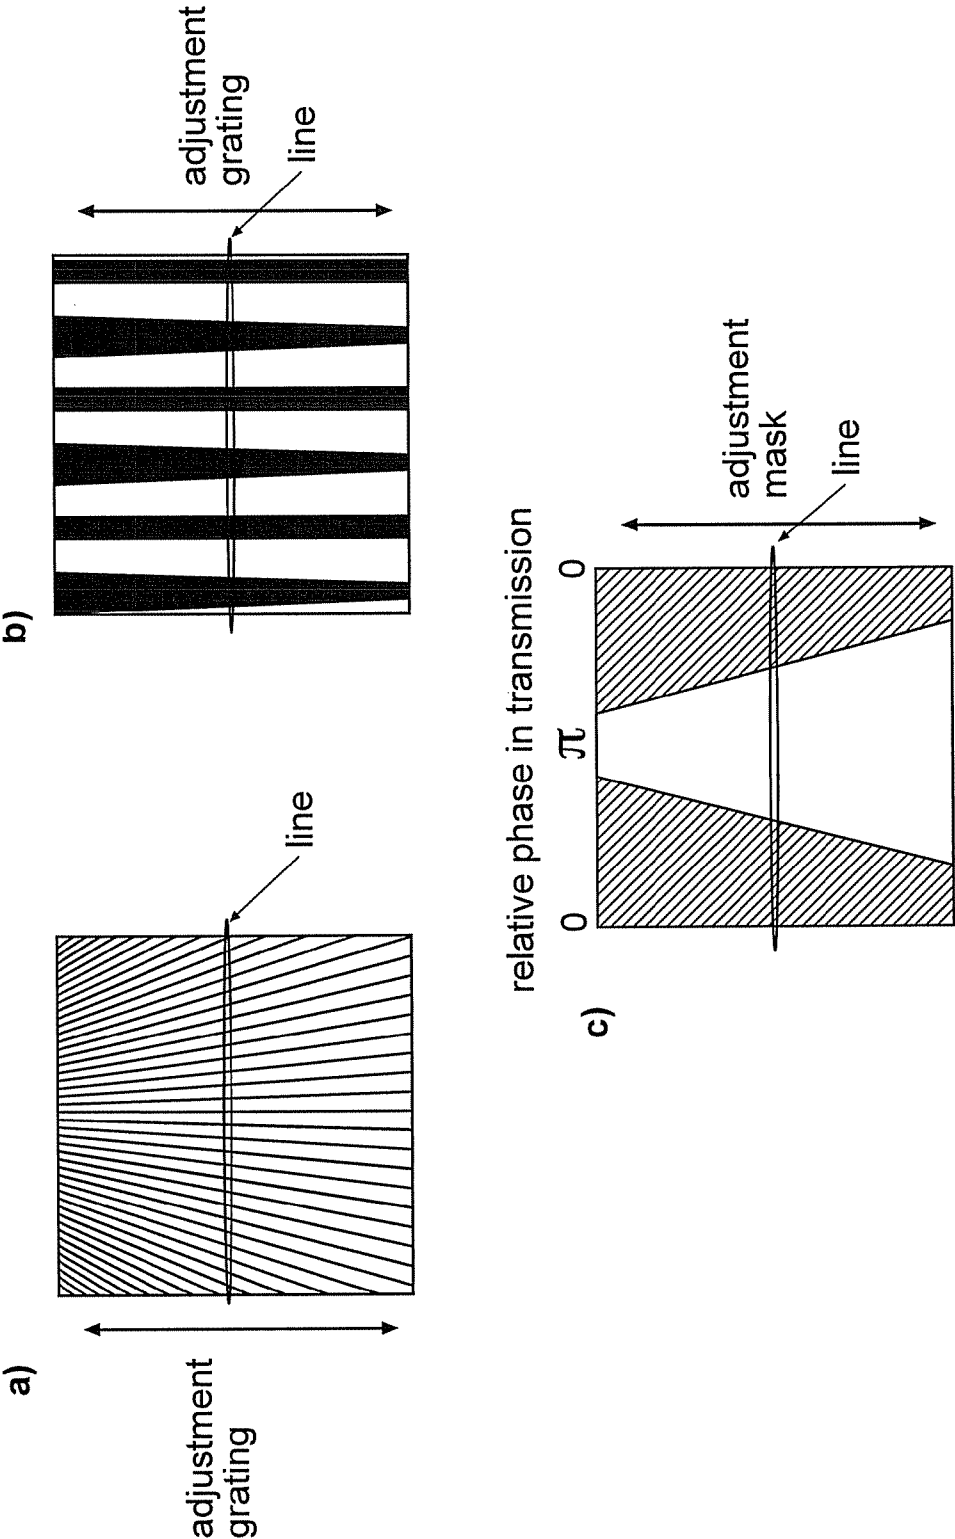 a)
adjustment
grating
line
b)
adjustment
grating
line
c)
relative phase in transmission
0
π
0
adjustment
mask
line